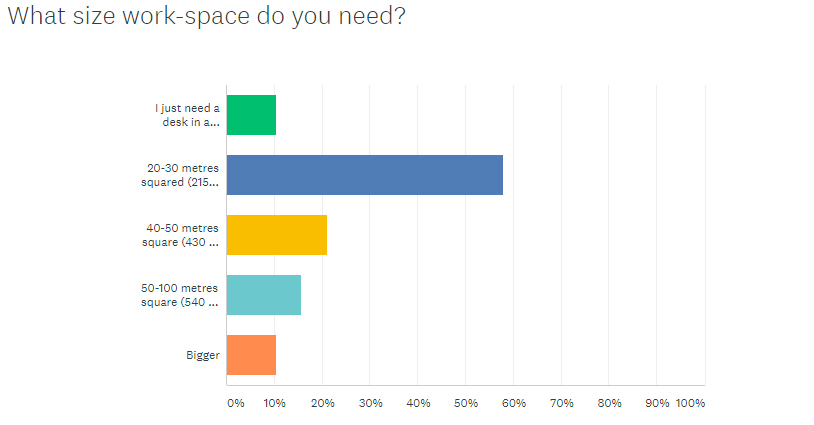 What size work-space do you need?
I just need a
desk in a...
20-30 metres
squared (215...
40-50 metres
square (430 ...
50-100 metres
square (540 ...
Bigger
0% 10% 20% 30% 40% 50% 60% 70% 80% 90% 100%